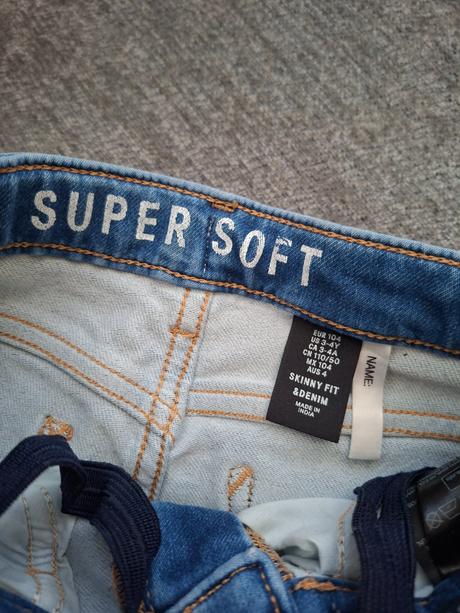 SUPER SOFT
EUR 104
US 3-4Y
CA 3-4A
CN 110/50
MX 104
AUS 4
SKINNY FIT
&DENIM
MADE IN
INDIA
NAME: